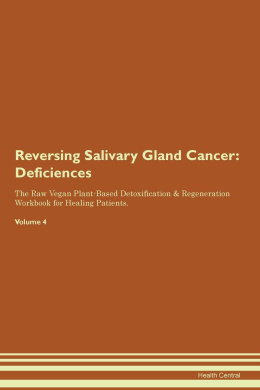 Reversing Salivary Gland Cancer:
Deficiences
The Raw Vegan Plant-Based Detoxification & Regeneration
Workbook for Healing Patients.
Volume 4
Health Central